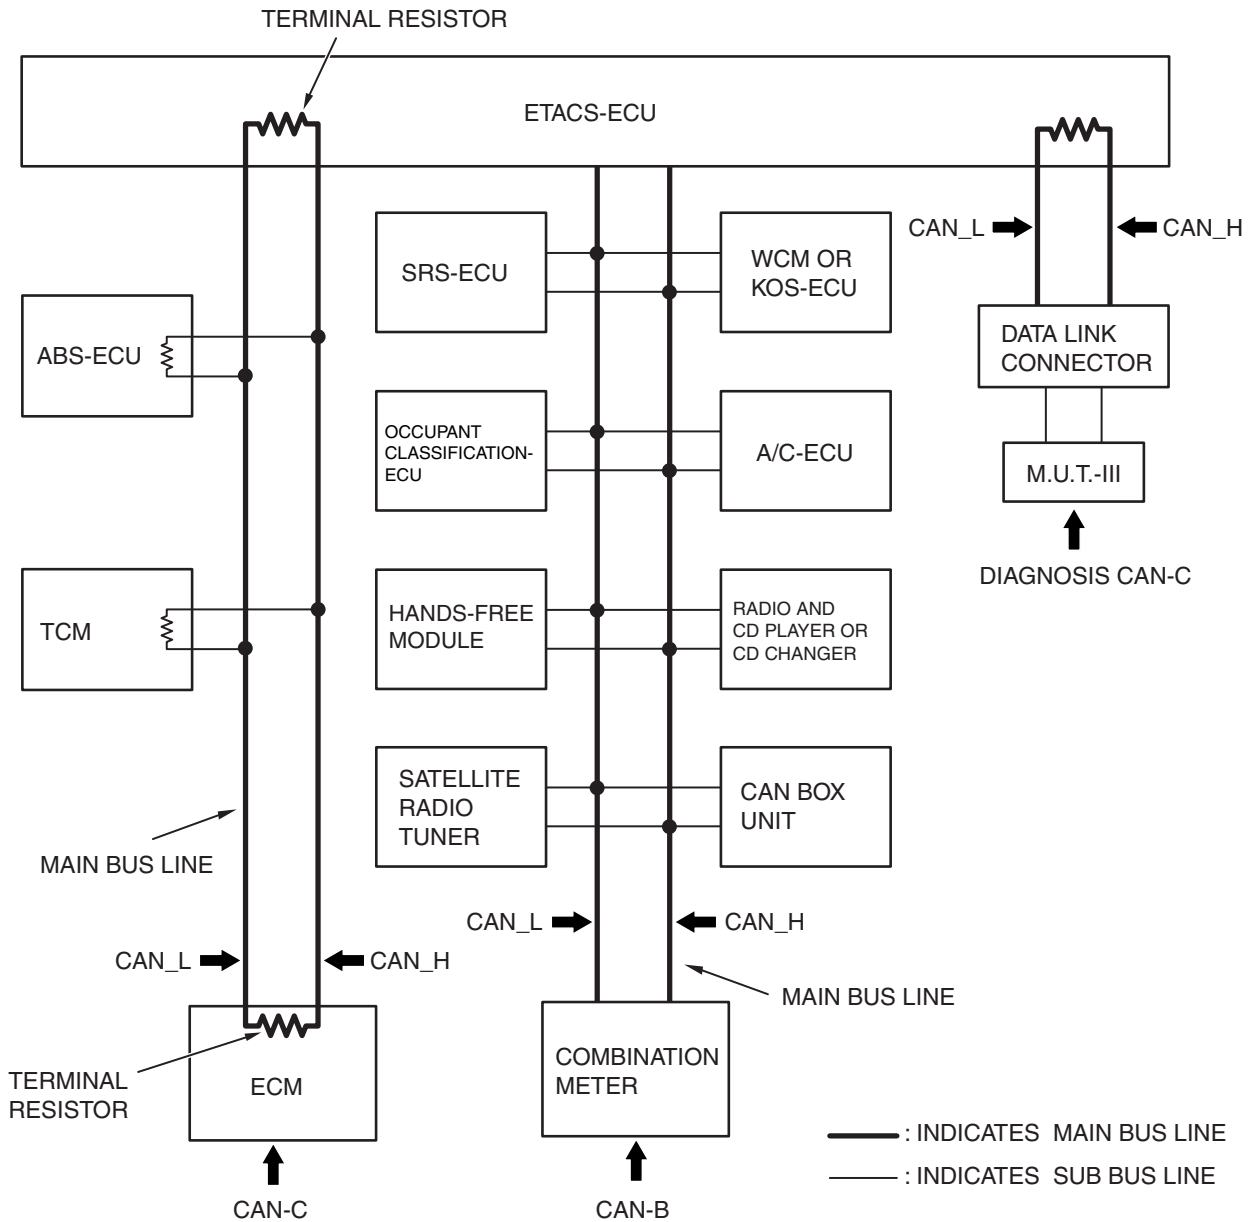 TERMINAL RESISTOR
ETACS-ECU
CAN_L
CAN_H
SRS-ECU
WCM OR
KOS-ECU
DATA LINK
CONNECTOR
ABS-ECU
OCCUPANT
CLASSIFICATION-
ECU
A/C-ECU
M.U.T.-III
DIAGNOSIS CAN-C
TCM
HANDS-FREE
MODULE
RADIO AND
CD PLAYER OR
CD CHANGER
SATELLITE
RADIO
TUNER
CAN BOX
UNIT
MAIN BUS LINE
CAN_L
CAN_H
CAN_L
CAN_H
MAIN BUS LINE
TERMINAL
RESISTOR
ECM
COMBINATION
METER
: INDICATES MAIN BUS LINE
: INDICATES SUB BUS LINE
CAN-C
CAN-B